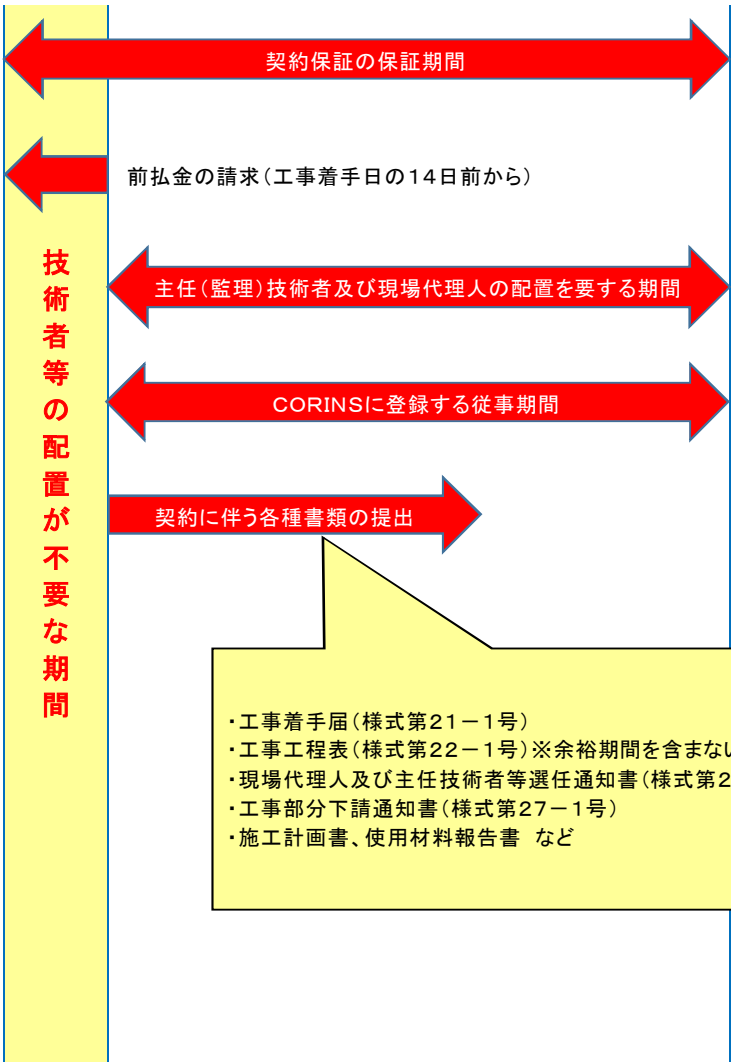 契約保証の保証期間
前払金の請求(工事着手日の14日前から)
技術者等の配置が不要な期間
主任(監理)技術者及び現場代理人の配置を要する期間
CORINSに登録する従事期間
契約に伴う各種書類の提出
・工事着手届(様式第21-1号)
・工事工程表(様式第22-1号)※余裕期間を含まない
・現場代理人及び主任技術者等選任通知書(様式第2
・工事部分下請通知書(様式第27-1号)
・施工計画書、使用材料報告書 など